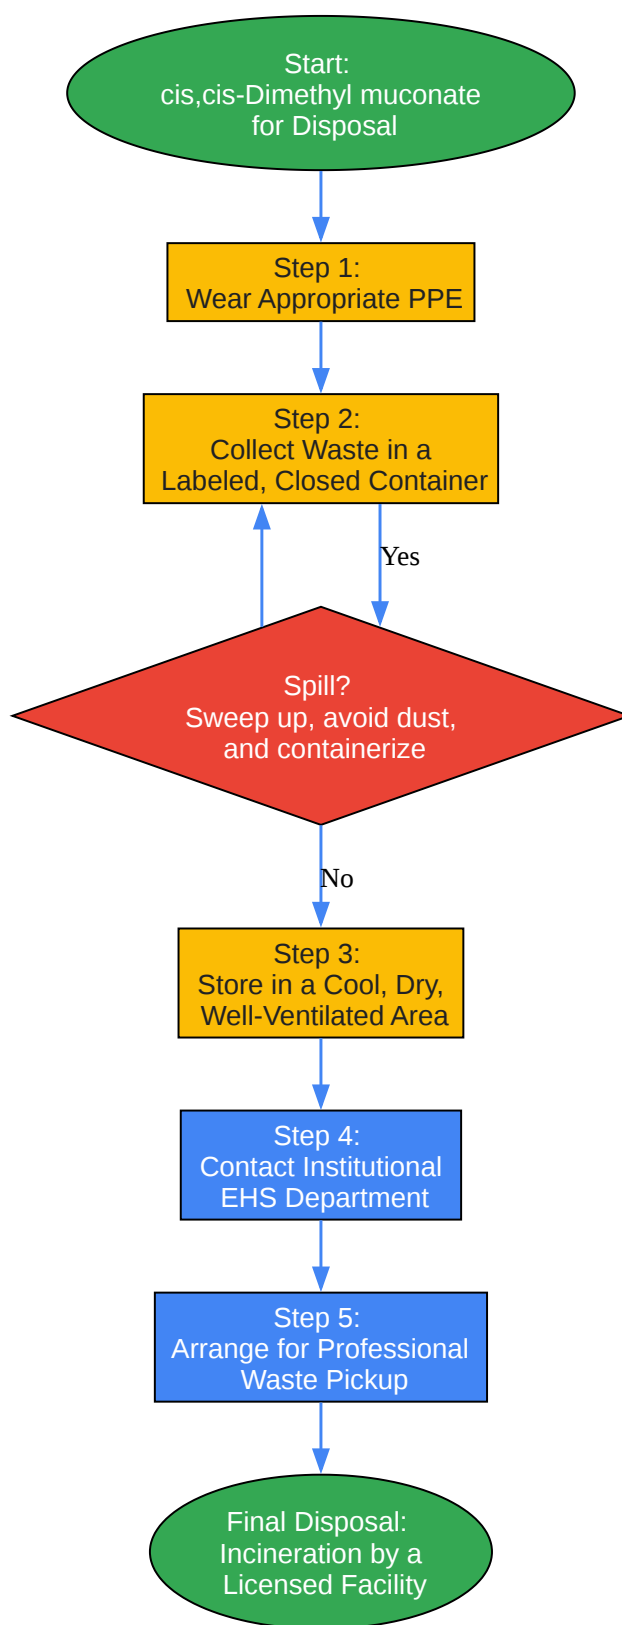 Start:
cis,cis-Dimethyl muconate
for Disposal
Step 1:
Wear Appropriate PPE
Step 2:
Collect Waste in a
Labeled, Closed Container
Yes
Spill?
Sweep up, avoid dust,
and containerize
No
Step 3:
Store in a Cool, Dry,
Well-Ventilated Area
Step 4:
Contact Institutional
EHS Department
Step 5:
Arrange for Professional
Waste Pickup
Final Disposal:
Incineration by a
Licensed Facility